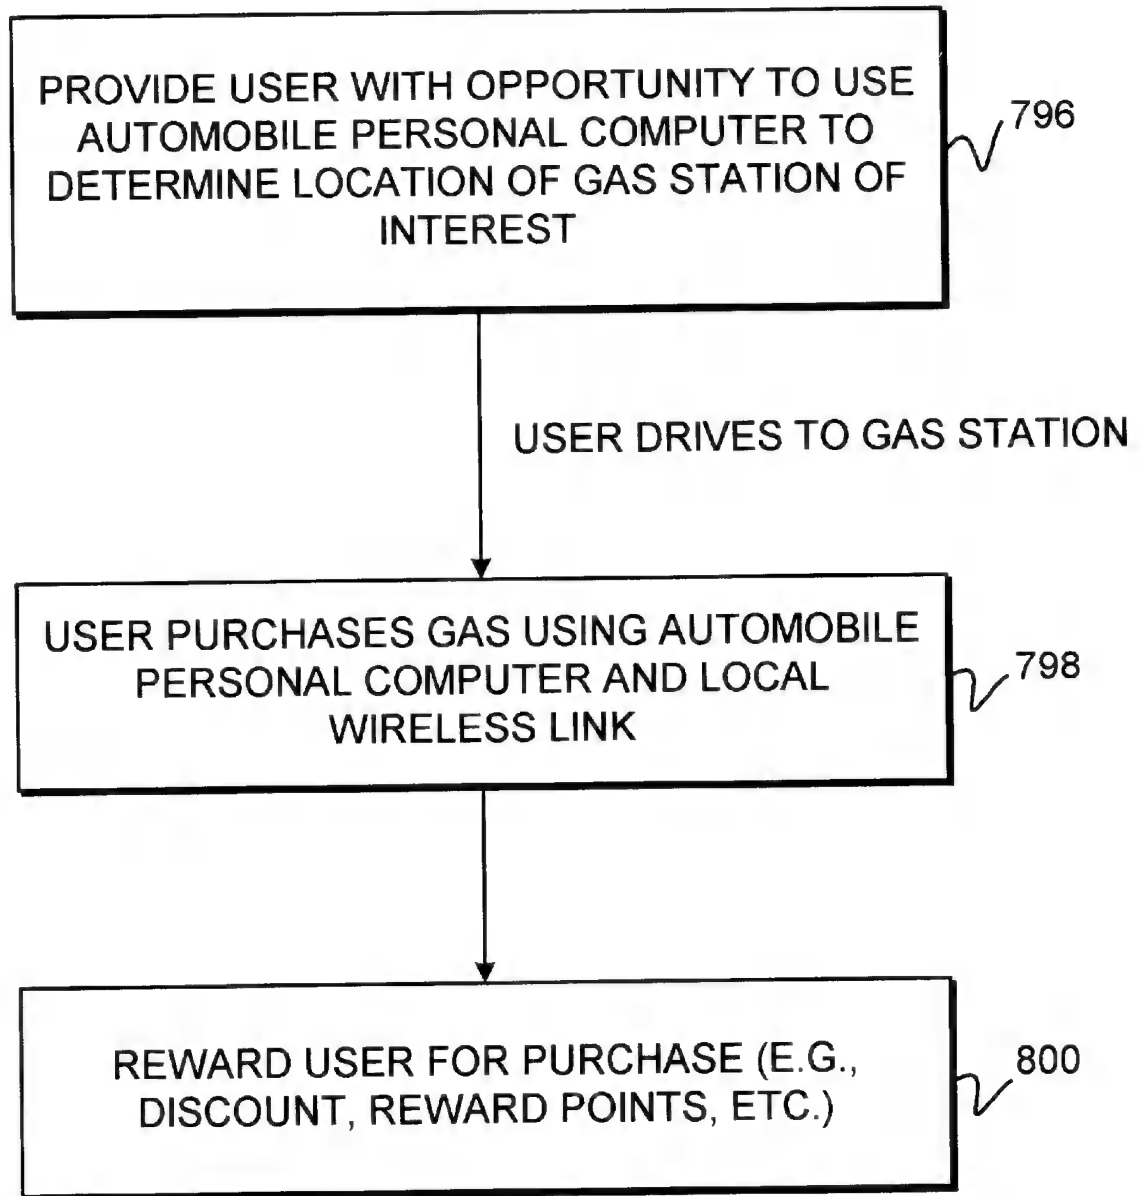 PROVIDE USER WITH OPPORTUNITY TO USE
AUTOMOBILE PERSONAL COMPUTER TO
DETERMINE LOCATION OF GAS STATION OF
INTEREST
796
USER DRIVES TO GAS STATION
USER PURCHASES GAS USING AUTOMOBILE
PERSONAL COMPUTER AND LOCAL
WIRELESS LINK
798
REWARD USER FOR PURCHASE (E.G.,
DISCOUNT, REWARD POINTS, ETC.)
800